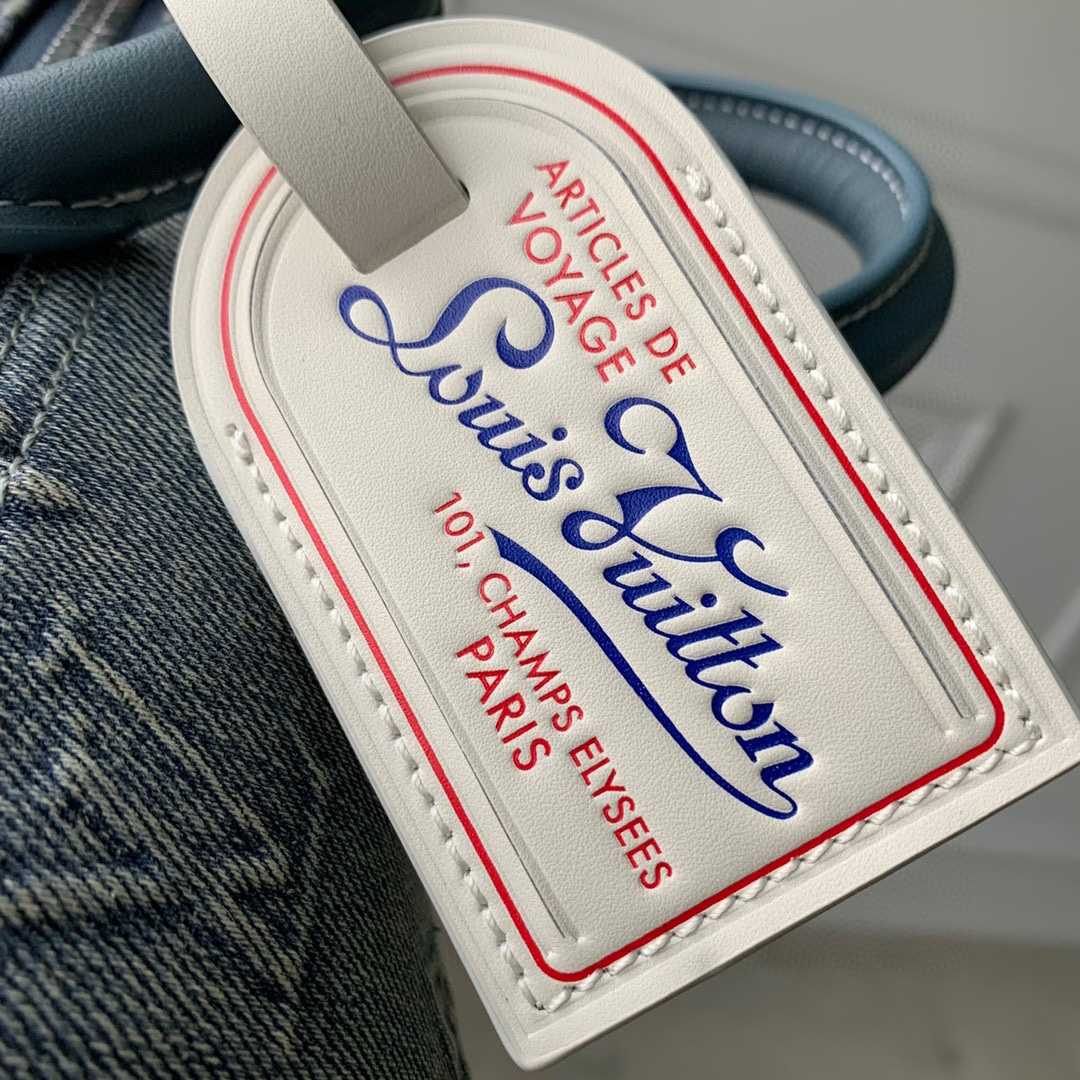 ARTICLES DE
VOYAGE
Louis Vuitton
101, CHAMPS ELYSEES
PARIS